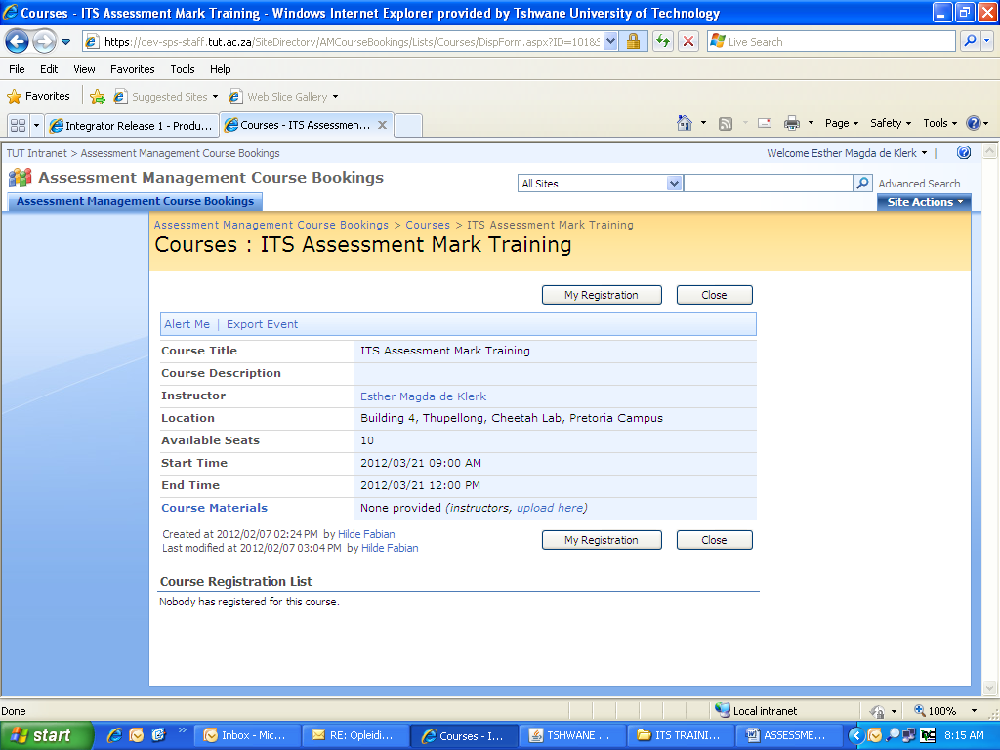 Courses - ITS Assessment Mark Training - Windows Internet Explorer provided by Tshwane University of Technology
https://dev-sps-staff.tut.ac.za/SiteDirectory/AMCourseBookings/Lists/Courses/DispForm.aspx?ID=101&S
Live Search
File Edit View Favorites Tools Help
Favorites Suggested Sites Web Slice Gallery
Integrator Release 1 - Produ... Courses - ITS Assessmen... Page Safety Tools
TUT Intranet > Assessment Management Course Bookings Welcome Esther Magda de Klerk |
Assessment Management Course Bookings All Sites Advanced Search
Assessment Management Course Bookings Site Actions
Assessment Management Course Bookings > Courses > ITS Assessment Mark Training
Courses : ITS Assessment Mark Training
My Registration Close
Alert Me | Export Event
Course Title ITS Assessment Mark Training
Course Description
Instructor Esther Magda de Klerk
Location Building 4, Thupellong, Cheetah Lab, Pretoria Campus
Available Seats 10
Start Time 2012/03/21 09:00 AM
End Time 2012/03/21 12:00 PM
Course Materials None provided (instructors, upload here)
Created at 2012/02/07 02:24 PM by Hilde Fabian
Last modified at 2012/02/07 03:04 PM by Hilde Fabian
My Registration Close
Course Registration List
Nobody has registered for this course.
Done Local intranet 100%
start Inbox - Mic... RE: Opleidi... Courses - I... TSHWANE ... ITS TRAINI... ASSESSME... 8:15 AM